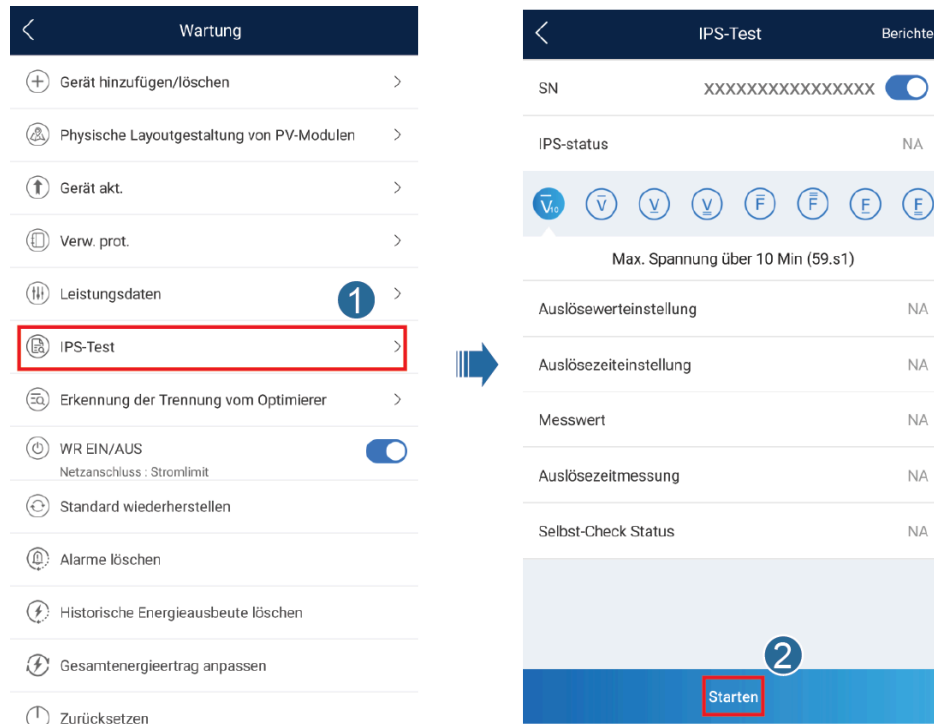 Wartung
Gerät hinzufügen/löschen
Physische Layoutgestaltung von PV-Modulen
Gerät akt.
Verw. prot.
Leistungsdaten
1
IPS-Test
Erkennung der Trennung vom Optimierer
WR EIN/AUS
Netzanschluss : Stromlimit
Standard wiederherstellen
Alarme löschen
Historische Energieausbeute löschen
Gesamtenergieertrag anpassen
Zurücksetzen
IPS-Test Berichte
SN XXXXXXXXXXXXXXXX
IPS-status NA
V10 V V V F F F F
Max. Spannung über 10 Min (59.s1)
Auslösewerteinstellung NA
Auslösezeiteinstellung NA
Messwert NA
Auslösezeitmessung NA
Selbst-Check Status NA
2
Starten